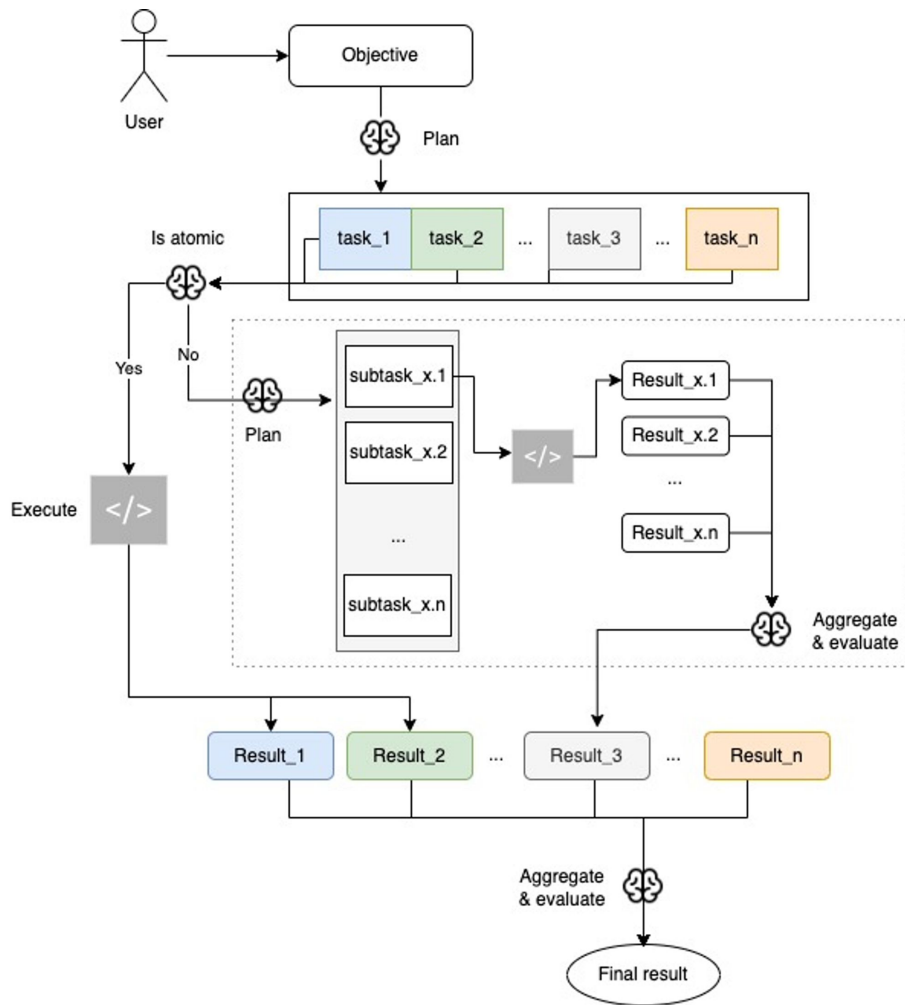 Objective
User
Plan
task_1
task_2
...
task_3
...
task_n
Is atomic
Yes
No
Plan
subtask_x.1
subtask_x.2
...
subtask_x.n
</>
Result_x.1
Result_x.2
...
Result_x.n
Execute
</>
Aggregate
& evaluate
Result_1
Result_2
...
Result_3
...
Result_n
Aggregate
& evaluate
Final result